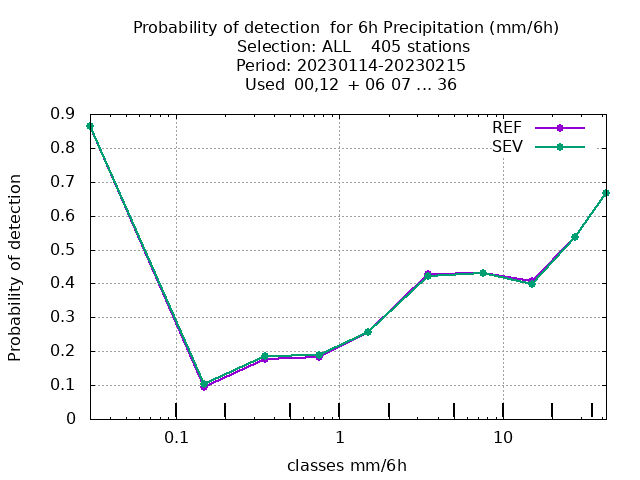 Probability of detection  for 6h Precipitation (mm/6h)
Selection: ALL    405 stations
Period: 20230114-20230215
Used  00,12  + 06 07 ... 36
REF
SEV
0.9
0.8
0.7
0.6
0.5
0.4
0.3
0.2
0.1
0
Probability of detection
0.1
1
10
classes mm/6h